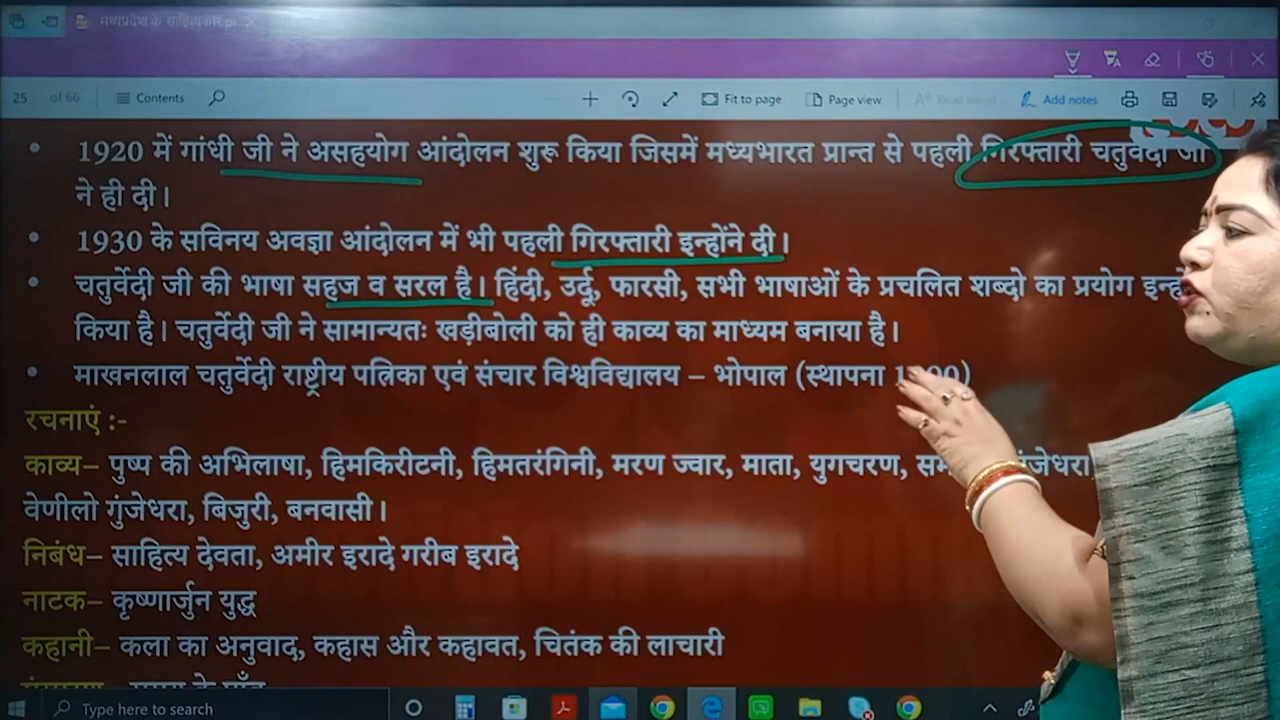 मध्यप्रदेश के साहित्यकार.p
25 of 66 Contents Fit to page Page view Read aloud Add notes
1920 में गांधी जी ने असहयोग आंदोलन शुरू किया जिसमें मध्यभारत प्रान्त से पहली गिरफ्तारी चतुर्वेदी जी
ने ही दी।
1930 के सविनय अवज्ञा आंदोलन में भी पहली गिरफ्तारी इन्होंने दी।
चतुर्वेदी जी की भाषा सहज व सरल है। हिंदी, उर्दू, फारसी, सभी भाषाओं के प्रचलित शब्दो का प्रयोग
किया है। चतुर्वेदी जी ने सामान्यतः खड़ीबोली को ही काव्य का माध्यम बनाया है।
माखनलाल चतुर्वेदी राष्ट्रीय पत्रिका एवं संचार विश्वविद्यालय – भोपाल (स्थापना
रचनाएं :-
काव्य– पुष्प की अभिलाषा, हिमकिरीटनी, हिमतरंगिनी, मरण ज्वार, माता, युगचरण,
वेणीलो गुंजेधरा, बिजुरी, बनवासी।
निबंध– साहित्य देवता, अमीर इरादे गरीब इरादे
नाटक– कृष्णार्जुन युद्ध
कहानी– कला का अनुवाद, कहास और कहावत, चितंक की लाचारी
Type here to search